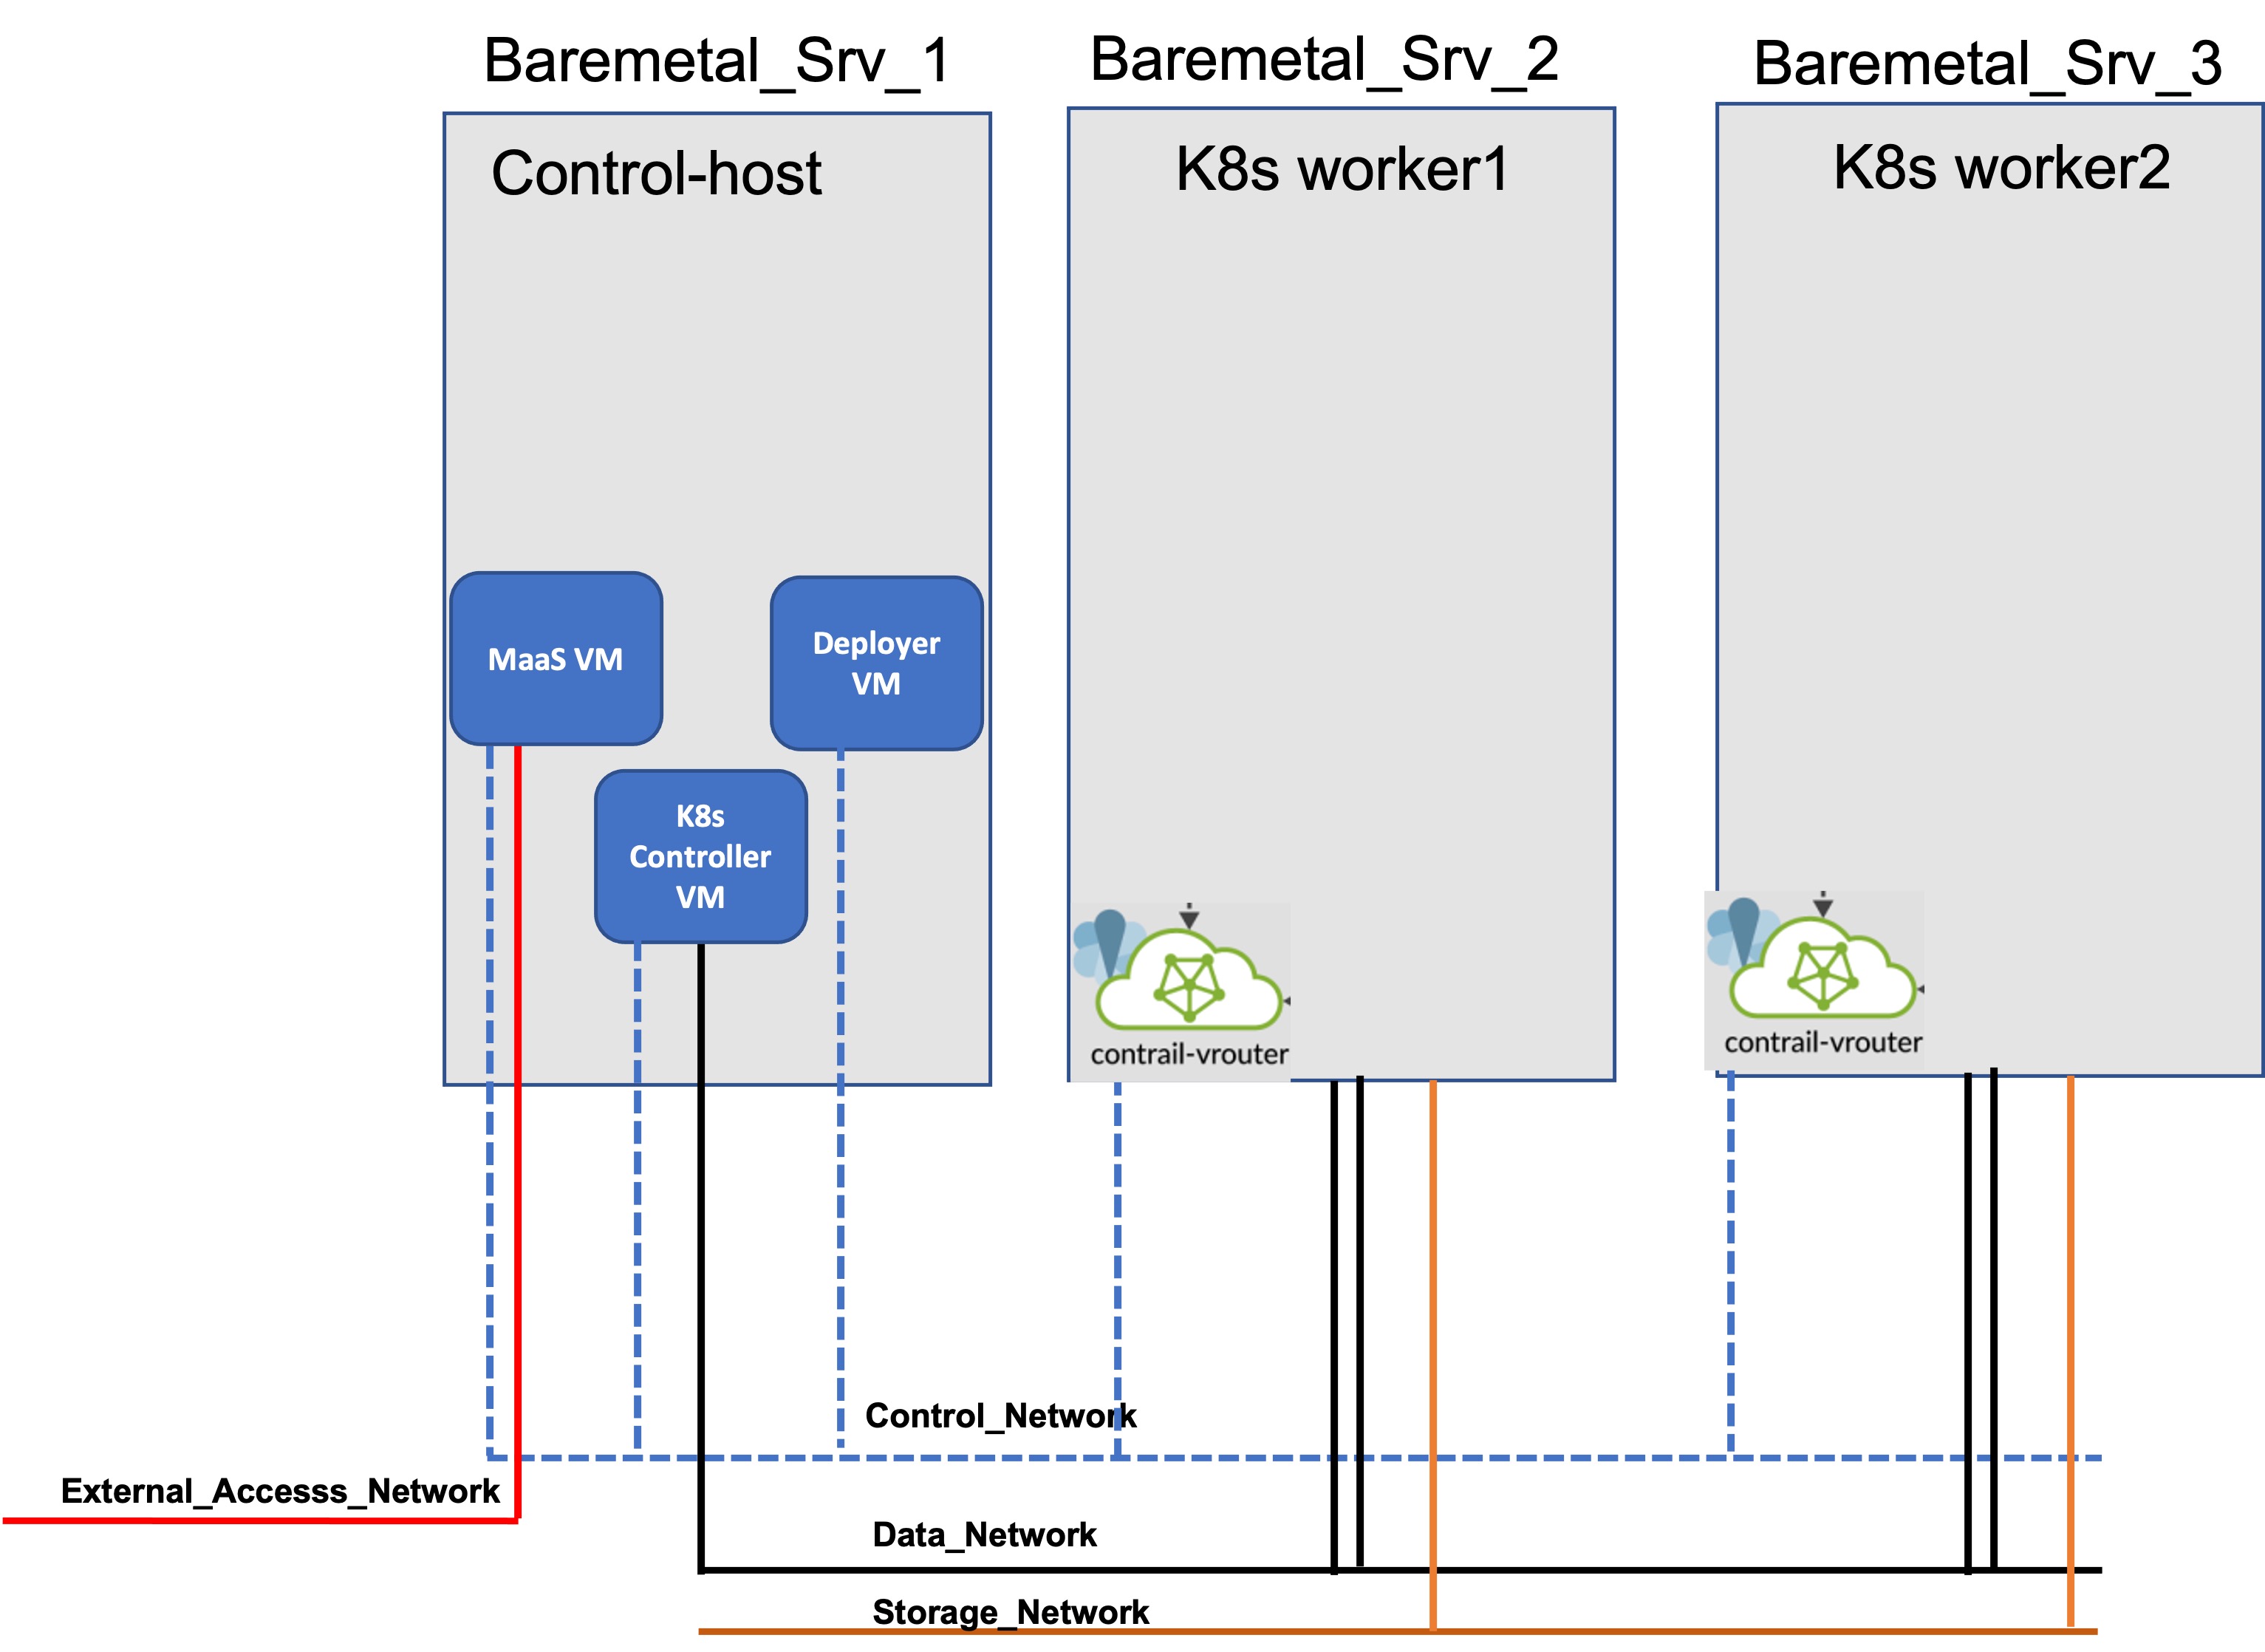 Baremetal_Srv_1
Baremetal_Srv_2
Baremetal_Srv_3
Control-host
K8s worker1
K8s worker2
MaaS VM
Deployer
VM
K8s
Controller
VM
contrail-vrouter
contrail-vrouter
Control_Network
External_Accesss_Network
Data_Network
Storage_Network